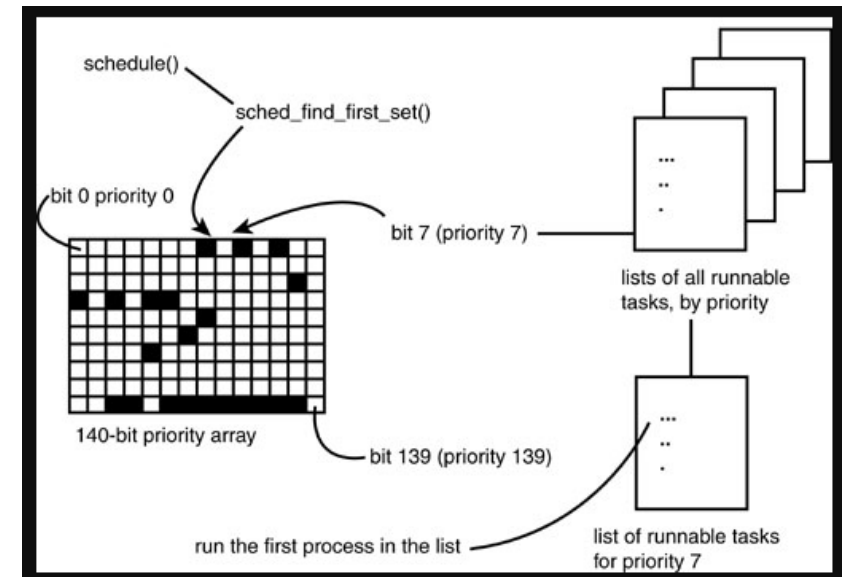 schedule()
sched_find_first_set()
bit 0 priority 0
bit 7 (priority 7)
...
..
.
lists of all runnable
tasks, by priority
140-bit priority array
bit 139 (priority 139)
...
..
.
run the first process in the list
list of runnable tasks
for priority 7